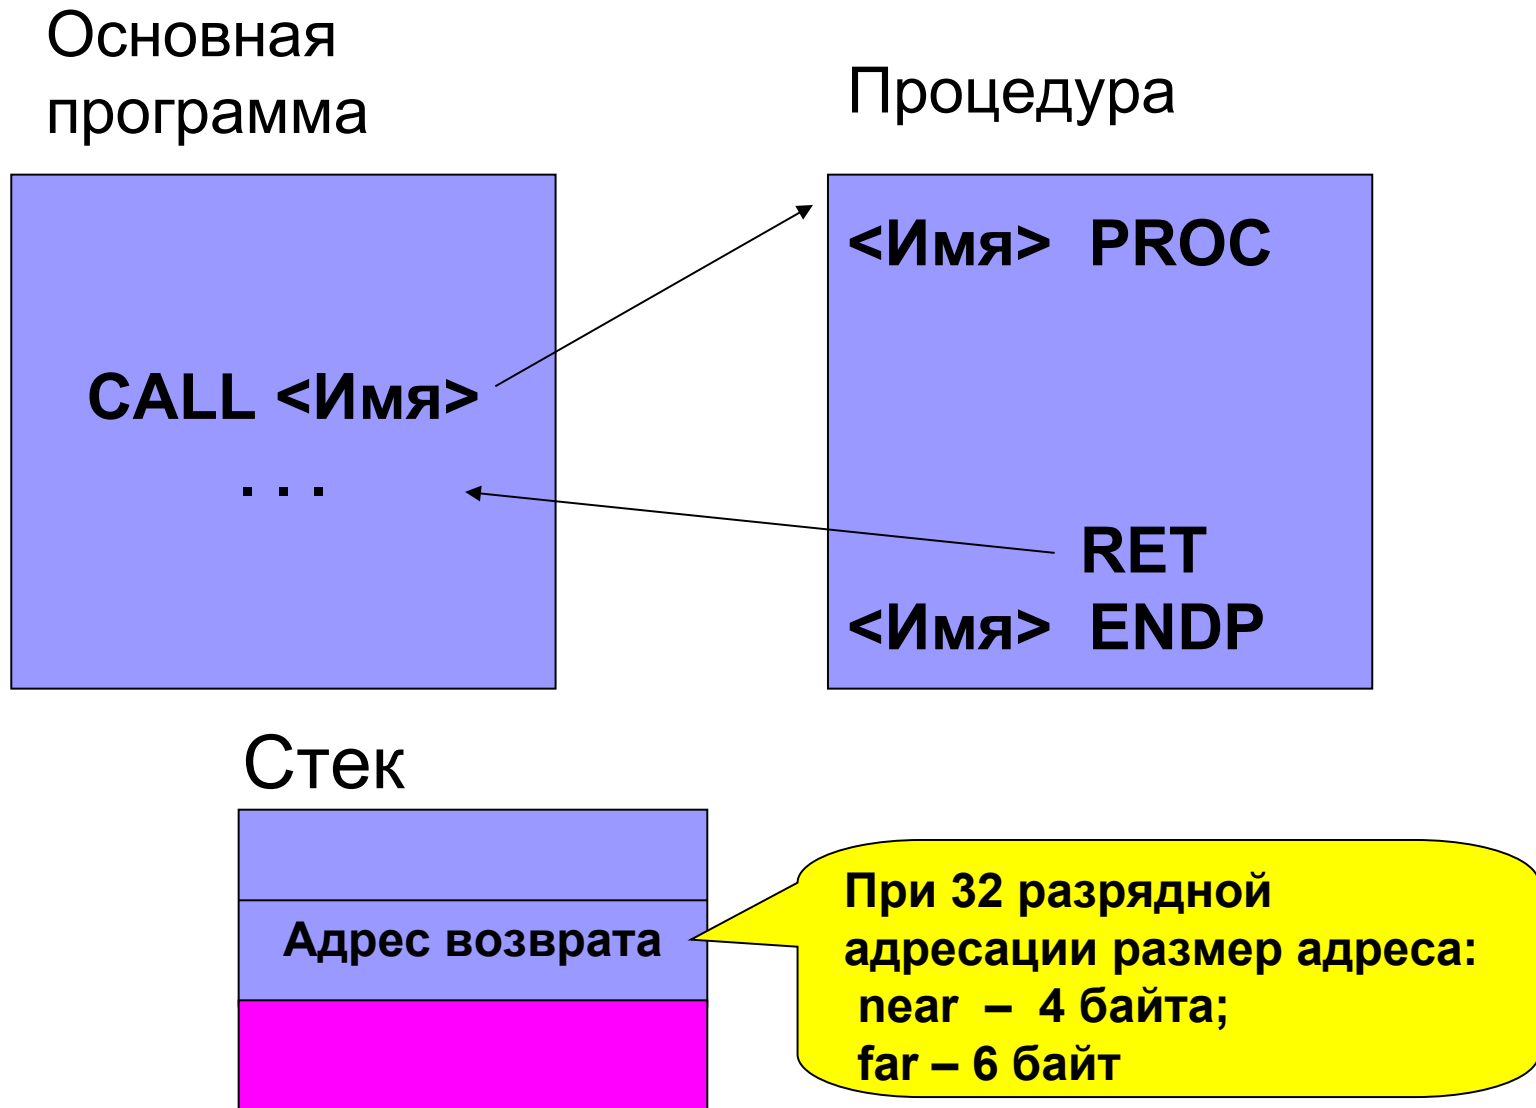 Основная
программа
Процедура
CALL <Имя>
. . .
<Имя> PROC
RET
<Имя> ENDP
Стек
Адрес возврата
При 32 разрядной
адресации размер адреса:
near – 4 байта;
far – 6 байт